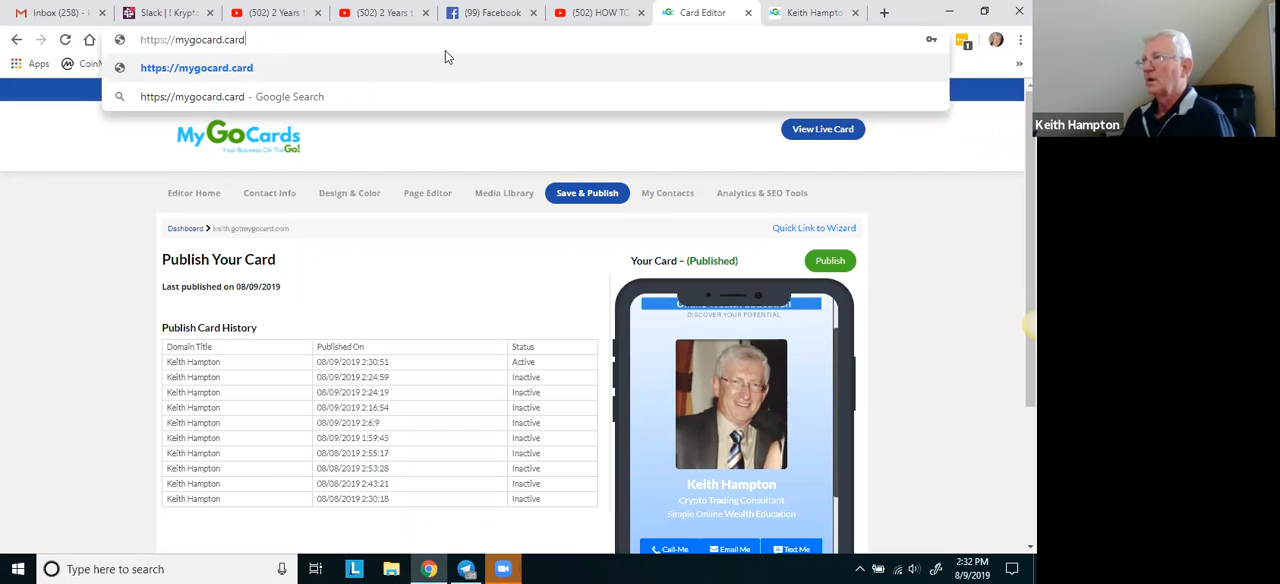 Inbox (258) - k
Slack | ! Krypt
(502) 2 Years t
(502) 2 Years t
(99) Facebook
(502) HOW TO
Card Editor
Keith Hampto
https://mygocard.card
Apps
CoinM
https://mygocard.card
https://mygocard.card - Google Search
MyGoCards
Your Business On The Go!
View Live Card
Keith Hampton
Editor Home
Contact Info
Design & Color
Page Editor
Media Library
Save & Publish
My Contacts
Analytics & SEO Tools
Dashboard > keith.gotmygocard.com
Quick Link to Wizard
Publish Your Card
Your Card – (Published)
Publish
Last published on 08/09/2019
DISCOVER YOUR POTENTIAL
Publish Card History
Domain Title Published On Status
Keith Hampton 08/09/2019 2:30:51 Active
Keith Hampton 08/09/2019 2:24:59 Inactive
Keith Hampton 08/09/2019 2:24:19 Inactive
Keith Hampton 08/09/2019 2:16:54 Inactive
Keith Hampton 08/09/2019 2:6:9 Inactive
Keith Hampton 08/09/2019 1:59:45 Inactive
Keith Hampton 08/08/2019 2:55:17 Inactive
Keith Hampton 08/08/2019 2:53:28 Inactive
Keith Hampton 08/08/2019 2:43:21 Inactive
Keith Hampton 08/08/2019 2:30:18 Inactive
Keith Hampton
Crypto Trading Consultant
Simple Online Wealth Education
Call-Me
Email Me
Text Me
Type here to search
L
2:32 PM
8/9/2019